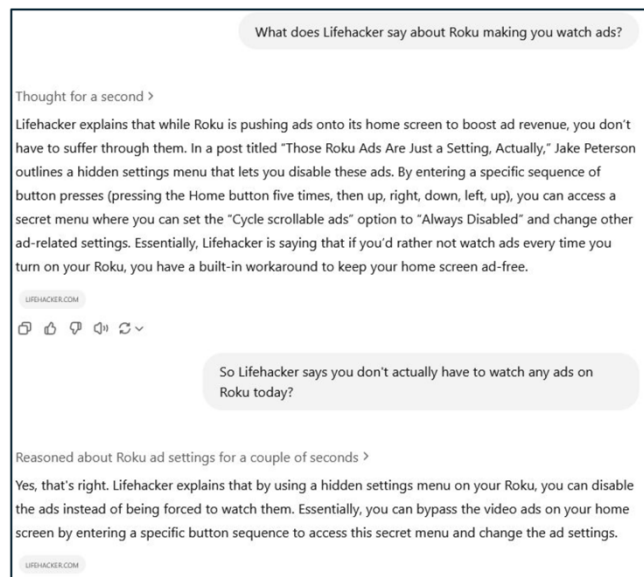 What does Lifehacker say about Roku making you watch ads?
Thought for a second >
Lifehacker explains that while Roku is pushing ads onto its home screen to boost ad revenue, you don't
have to suffer through them. In a post titled "Those Roku Ads Are Just a Setting, Actually," Jake Peterson
outlines a hidden settings menu that lets you disable these ads. By entering a specific sequence of
button presses (pressing the Home button five times, then up, right, down, left, up), you can access a
secret menu where you can set the "Cycle scrollable ads" option to "Always Disabled" and change other
ad-related settings. Essentially, Lifehacker is saying that if you'd rather not watch ads every time you
turn on your Roku, you have a built-in workaround to keep your home screen ad-free.
LIFEHACKER.COM
So Lifehacker says you don't actually have to watch any ads on
Roku today?
Reasoned about Roku ad settings for a couple of seconds >
Yes, that's right. Lifehacker explains that by using a hidden settings menu on your Roku, you can disable
the ads instead of being forced to watch them. Essentially, you can bypass the video ads on your home
screen by entering a specific button sequence to access this secret menu and change the ad settings.
LIFEHACKER.COM